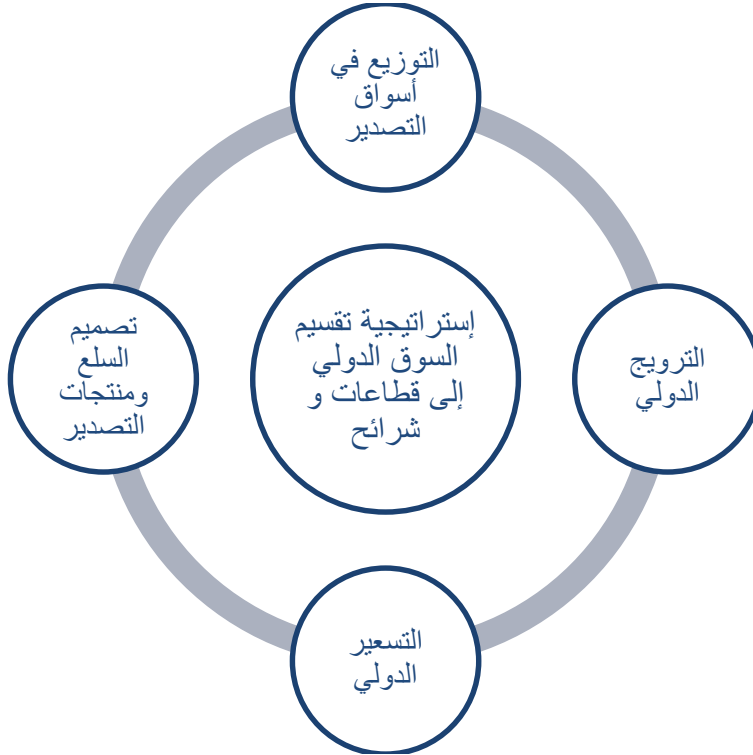 التوزيع في
أسواق
التصدير
إستراتيجية تقسيم
السوق الدولي
إلى قطاعات و
شرائح
الترويج
الدولي
تصميم
السلع
ومنتجات
التصدير
التسعير
الدولي